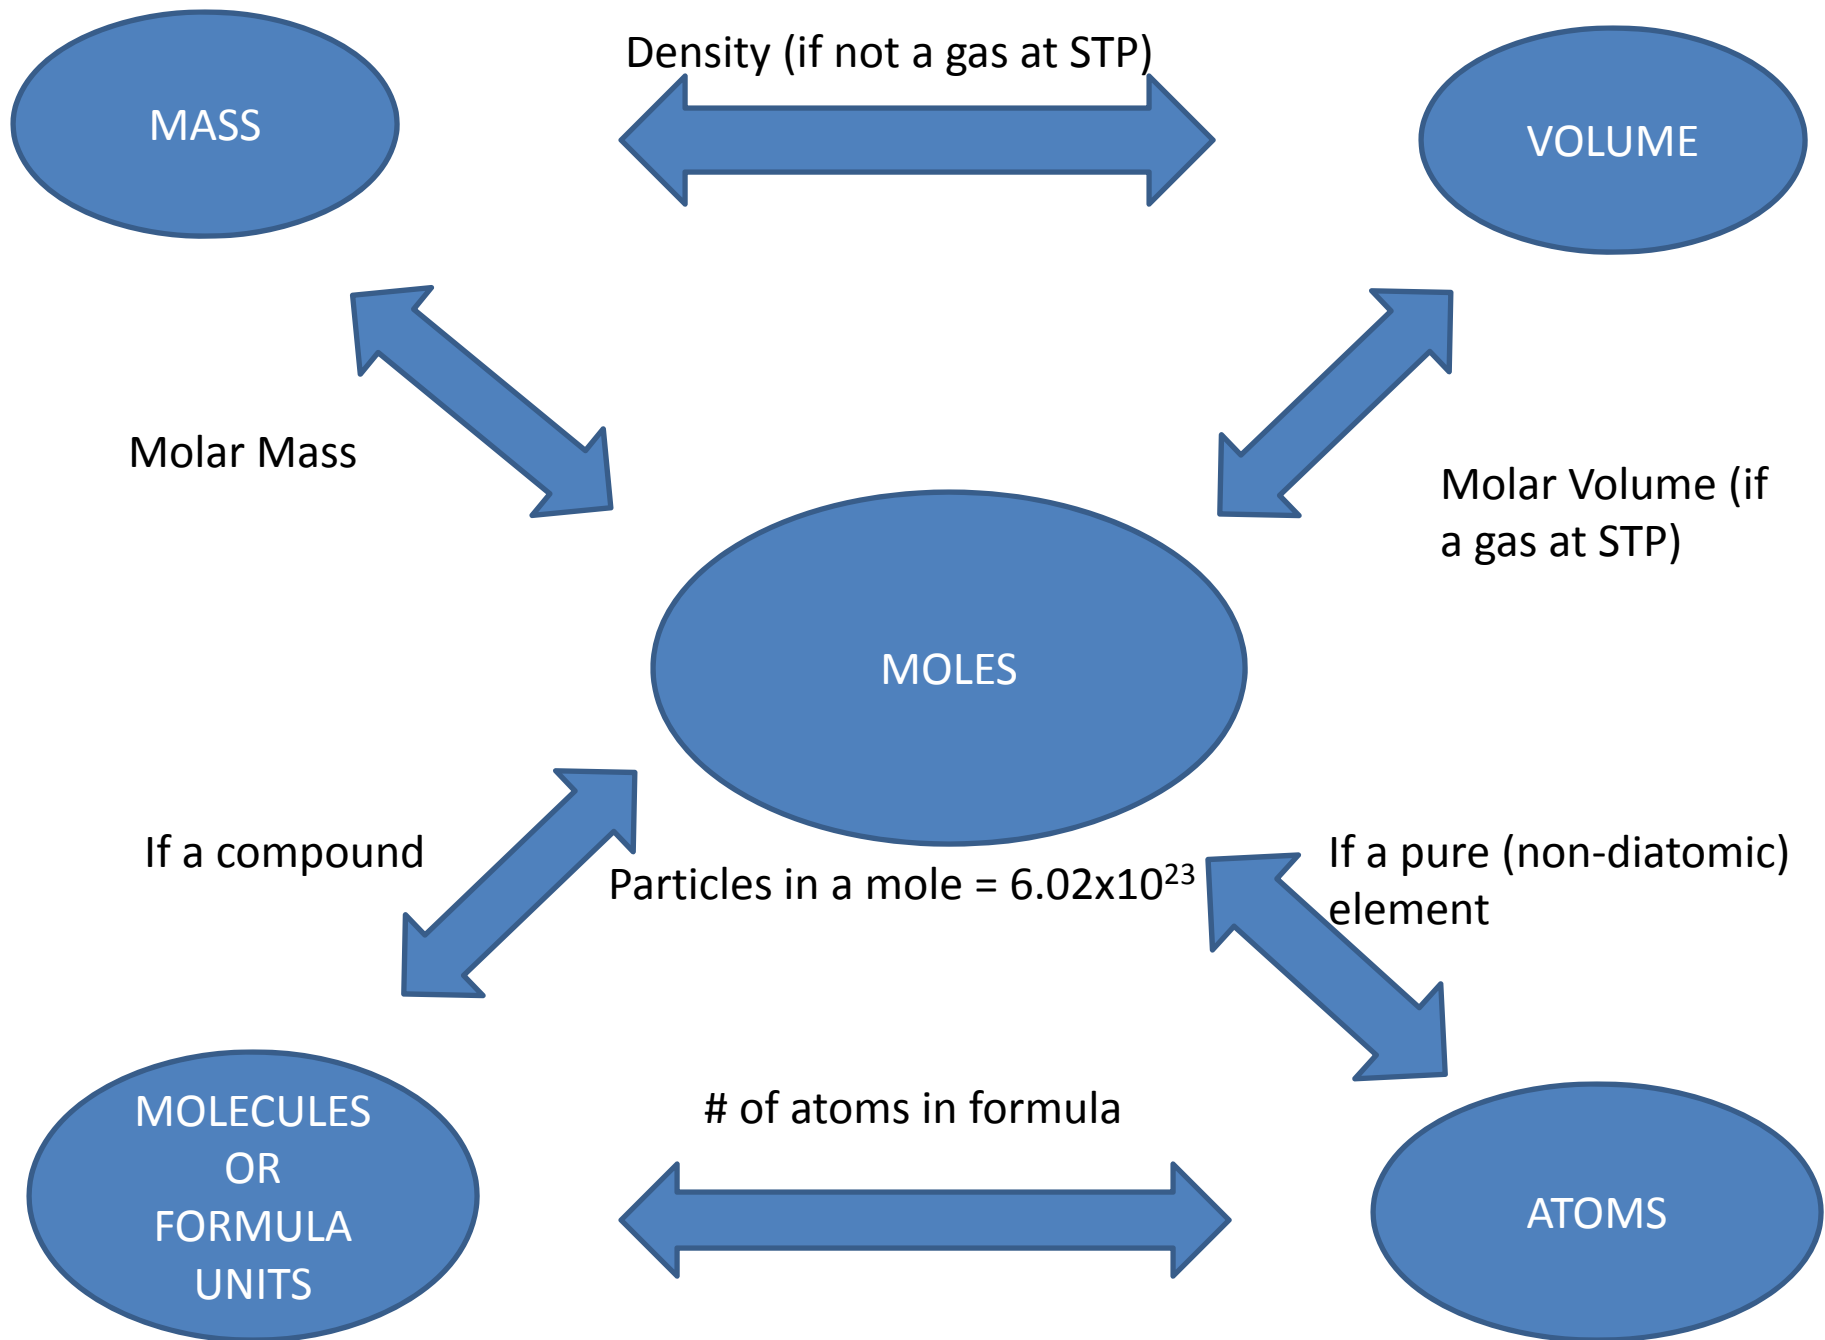 Density (if not a gas at STP)
MASS
VOLUME
Molar Mass
Molar Volume (if
a gas at STP)
MOLES
If a compound
Particles in a mole = 6.02x10²³
If a pure (non-diatomic)
element
MOLECULES
OR
FORMULA
UNITS
# of atoms in formula
ATOMS